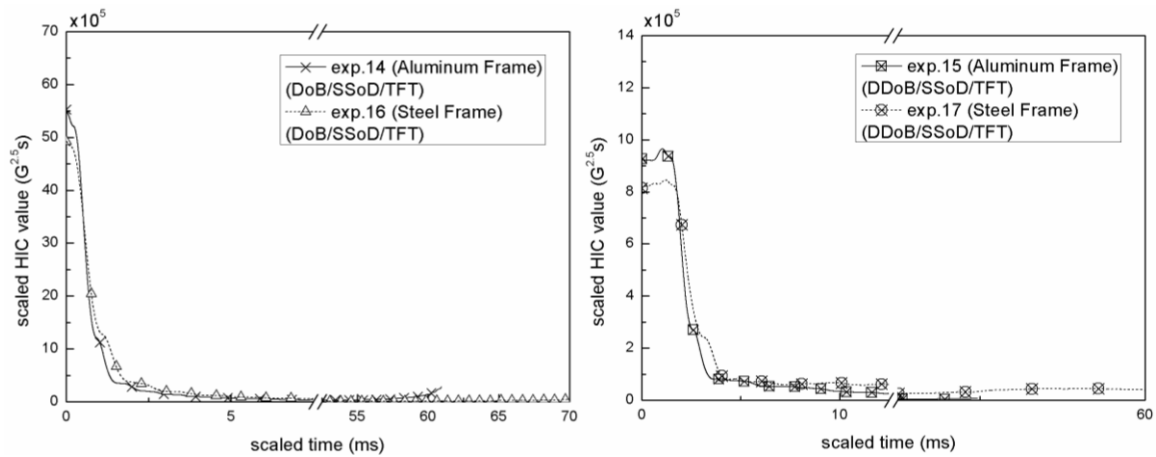 x10⁵
70
60
50
40
30
20
10
0
scaled HIC value (G²·⁵s)
exp.14 (Aluminum Frame)
(DoB/SSoD/TFT)
exp.16 (Steel Frame)
(DoB/SSoD/TFT)
0 5 55 60 65 70
scaled time (ms)
x10⁵
14
12
10
8
6
4
2
0
scaled HIC value (G²·⁵s)
exp.15 (Aluminum Frame)
(DDoB/SSoD/TFT)
exp.17 (Steel Frame)
(DDoB/SSoD/TFT)
0 10 60
scaled time (ms)